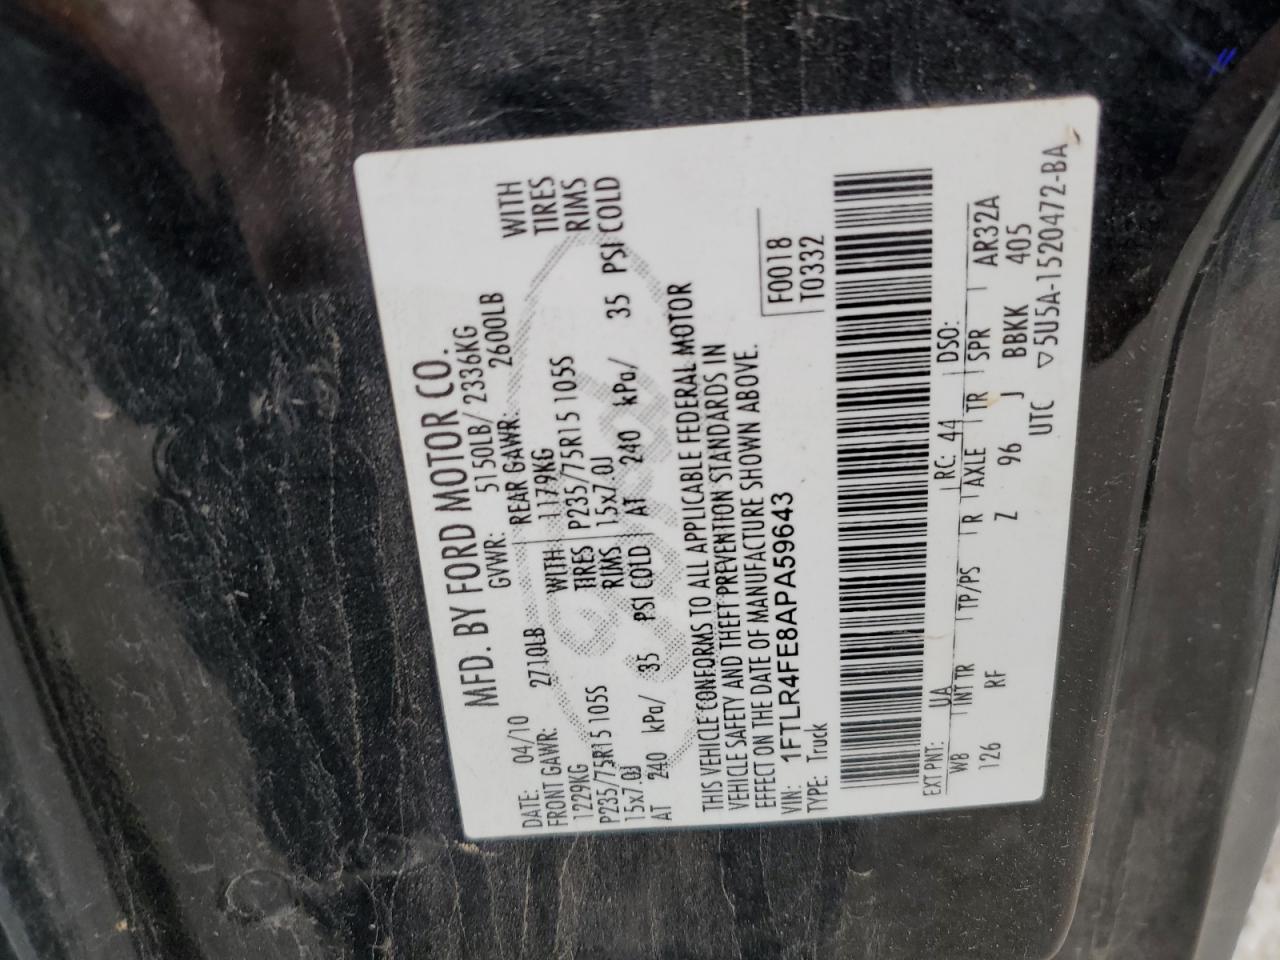 MFD. BY FORD MOTOR CO.
DATE: 04/10 GVWR: 5150LB/ 2336KG
FRONT GAWR: 2710LB REAR GAWR: 2600LB
1229KG WITH 1179KG WITH
P235/75R15 105S TIRES P235/75R15 105S TIRES
15x7.0J RIMS 15x7.0J RIMS
AT 240 kPa/ 35 PSI COLD AT 240 kPa/ 35 PSI COLD
THIS VEHICLE CONFORMS TO ALL APPLICABLE FEDERAL MOTOR
VEHICLE SAFETY AND THEFT PREVENTION STANDARDS IN
EFFECT ON THE DATE OF MANUFACTURE SHOWN ABOVE.
VIN: 1FTLR4FE8APA59643 F0018
TYPE: Truck T0332
EXT PNT: UA RC: 44 DSO:
WB INT TR TP/PS R AXLE TR SPR AR32A
126 RF Z 96 J BBKK 405
UTC ▽5U5A-1520472-BA